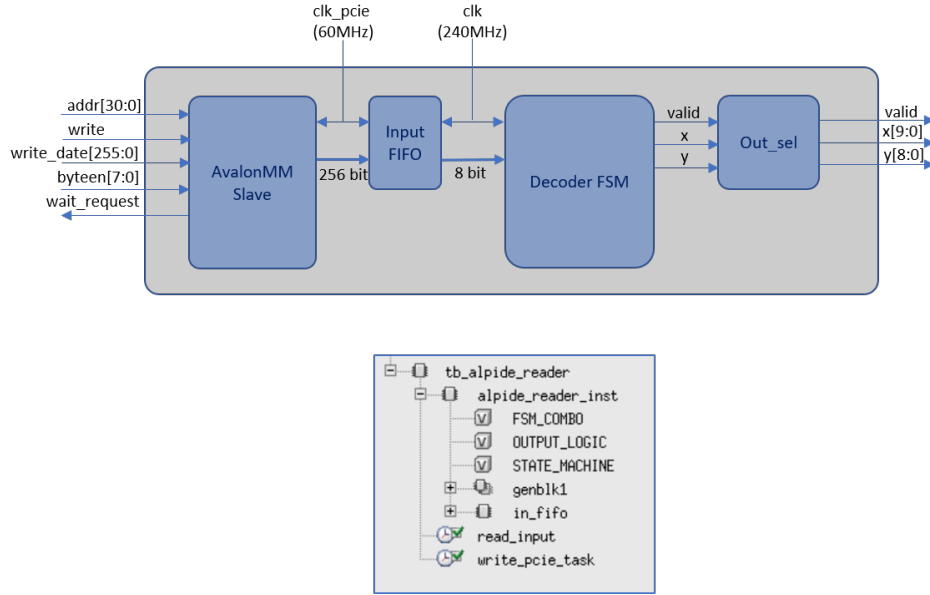 clk_pcie
(60MHz)
clk
(240MHz)
addr[30:0]
write
write_date[255:0]
byteen[7:0]
wait_request
AvalonMM
Slave
256 bit
Input
FIFO
8 bit
Decoder FSM
valid
x
y
Out_sel
valid
x[9:0]
y[8:0]
tb_alpide_reader
alpide_reader_inst
V FSM_COMBO
V OUTPUT_LOGIC
V STATE_MACHINE
genblk1
in_fifo
read_input
write_pcie_task